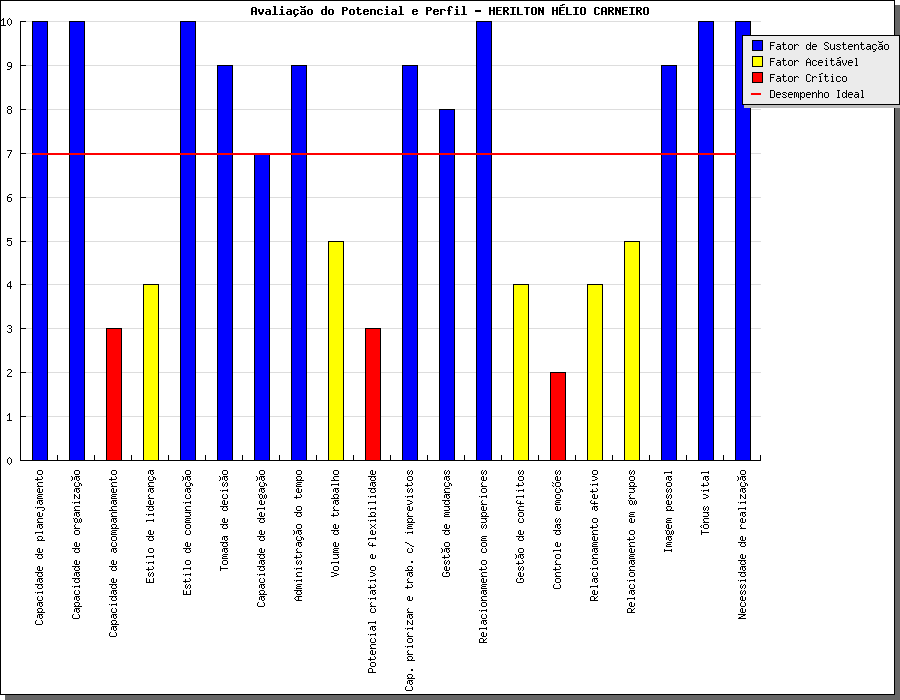 Avaliação do Potencial e Perfil - HERILTON HÉLIO CARNEIRO
10
9
8
7
6
5
4
3
2
1
0
Fator de Sustentação
Fator Aceitável
Fator Crítico
Desempenho Ideal
Capacidade de planejamento
Capacidade de organização
Capacidade de acompanhamento
Estilo de liderança
Estilo de comunicação
Tomada de decisão
Capacidade de delegação
Administração do tempo
Volume de trabalho
Potencial criativo e flexibilidade
Cap. priorizar e trab. c/ imprevistos
Gestão de mudanças
Relacionamento com superiores
Gestão de conflitos
Controle das emoções
Relacionamento afetivo
Relacionamento em grupos
Imagem pessoal
Tônus vital
Necessidade de realização